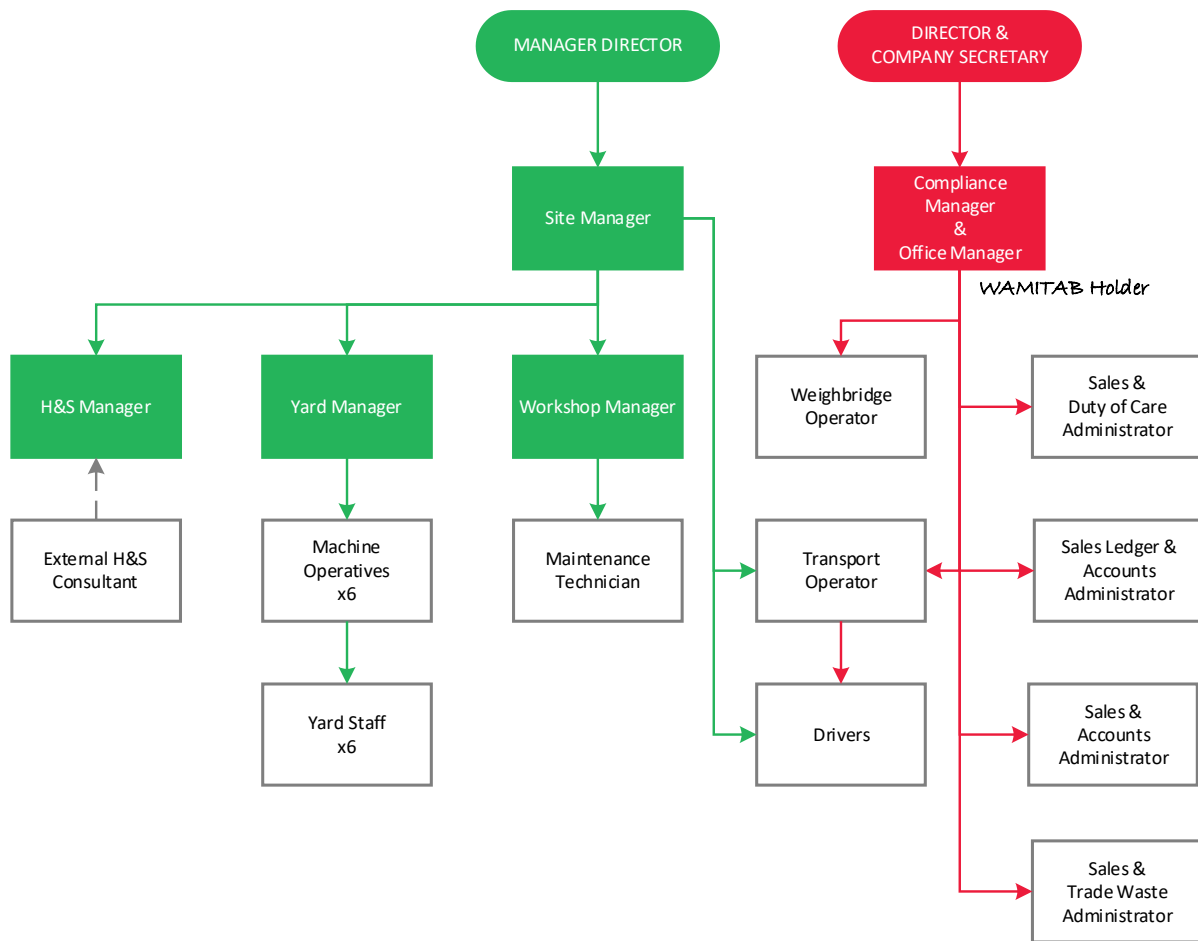 MANAGER DIRECTOR
DIRECTOR &
COMPANY SECRETARY
Site Manager
Compliance
Manager
&
Office Manager
WAMITAB Holder
H&S Manager
Yard Manager
Workshop Manager
Weighbridge
Operator
Sales &
Duty of Care
Administrator
External H&S
Consultant
Machine
Operatives
x6
Maintenance
Technician
Transport
Operator
Sales Ledger &
Accounts
Administrator
Yard Staff
x6
Drivers
Sales &
Accounts
Administrator
Sales &
Trade Waste
Administrator